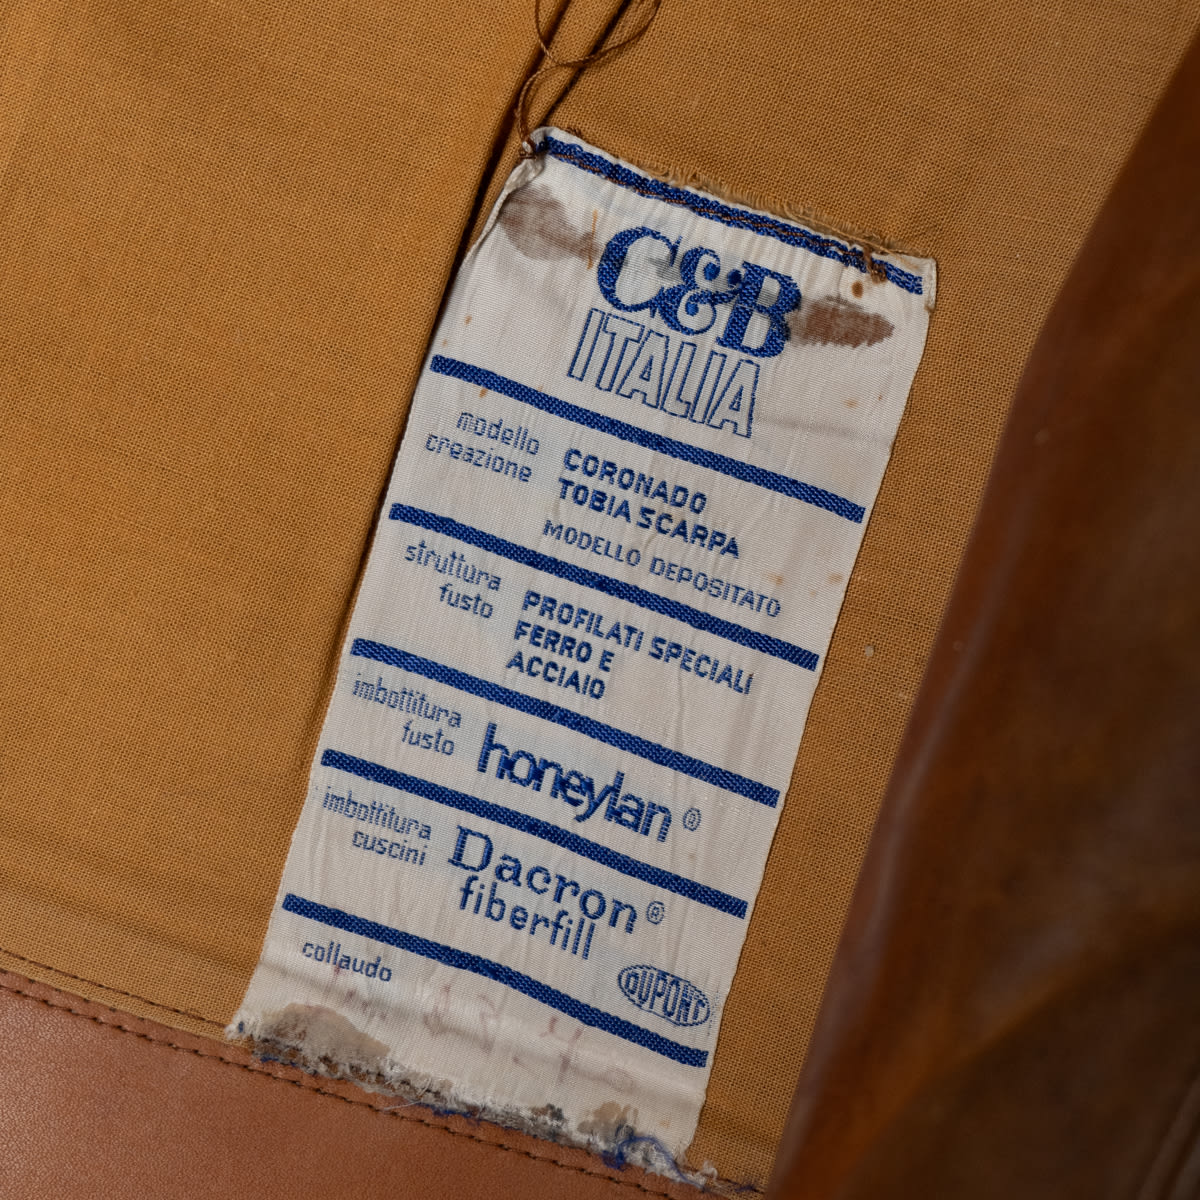 C&B
ITALIA
modello CORONADO
creazione TOBIA SCARPA
MODELLO DEPOSITATO
struttura PROFILATI SPECIALI
fusto FERRO E
ACCIAIO
imbottitura
fusto honeylan ®
imbottitura Dacron ®
cuscini fiberfill
DUPONT
collaudo